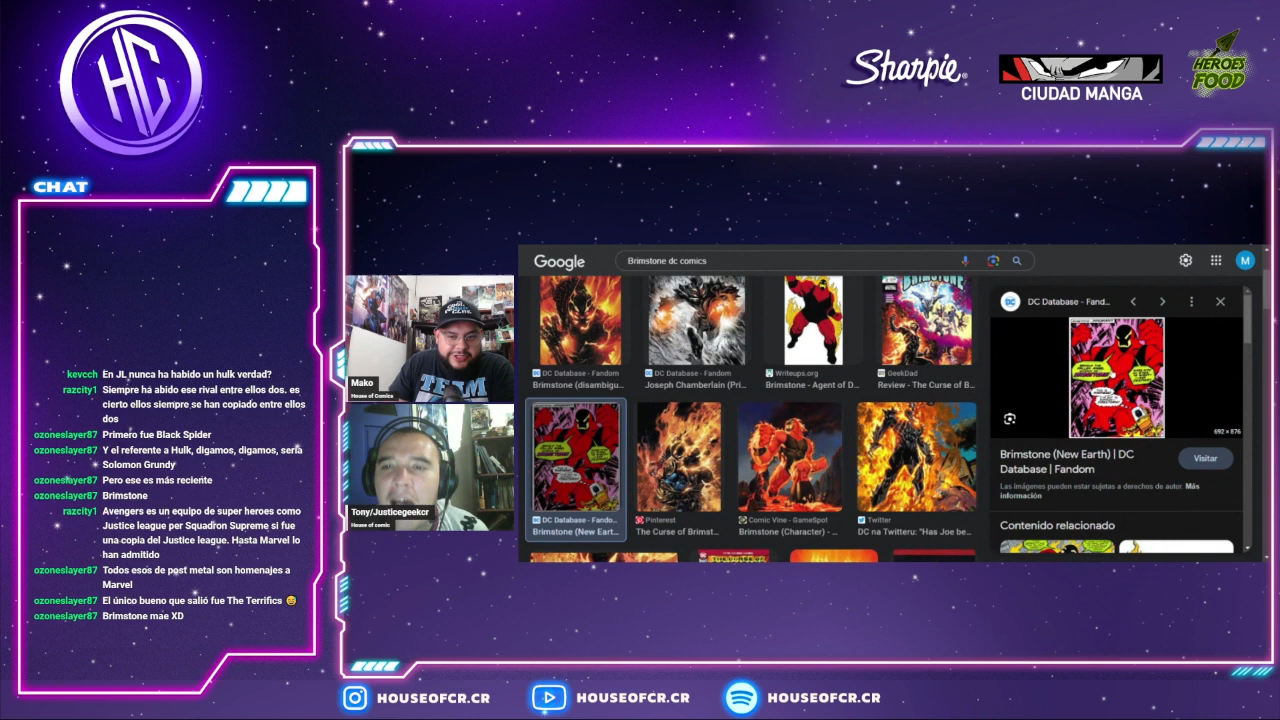 HC
Sharpie®
CIUDAD MANGA
HEROES
FOOD
CHAT
kevcch En JL nunca ha habido un hulk verdad?
razcity1 Siempre ha abido ese rival entre ellos dos. es
cierto ellos siempre se han copiado entre ellos
dos
ozoneslayer87 Primero fue Black Spider
ozoneslayer87 Y el referente a Hulk, digamos, digamos, sería
Solomon Grundy
ozoneslayer87 Pero ese es más reciente
ozoneslayer87 Brimstone
razcity1 Avengers es un equipo de super heroes como
Justice league per Squadron Supreme si fue
una copia del Justice league. Hasta Marvel lo
han admitido
ozoneslayer87 Todos esos de post metal son homenajes a
Marvel
ozoneslayer87 El único bueno que salió fue The Terrifics 😅
ozoneslayer87 Brimstone mae XD
Mako
House of Comics
TEAM
Tony/Justicegeekcr
House of comic
Google
Brimstone dc comics
M
DC Database - Fandom
Brimstone (disambigu...
DC Database - Fandom
Joseph Chamberlain (Pri...
Writeups.org
Brimstone - Agent of D...
GeekDad
Review - The Curse of B...
DC Database - Fando...
Brimstone (New Eart...
Pinterest
The Curse of Brimst...
Comic Vine - GameSpot
Brimstone (Character) - ...
Twitter
DC na Twitteru: "Has Joe be...
DC
DC Database - Fand...
692 × 876
Brimstone (New Earth) | DC
Database | Fandom
Visitar
Las imágenes pueden estar sujetas a derechos de autor. Más
información
Contenido relacionado
HOUSEOFCR.CR
HOUSEOFCR.CR
HOUSEOFCR.CR